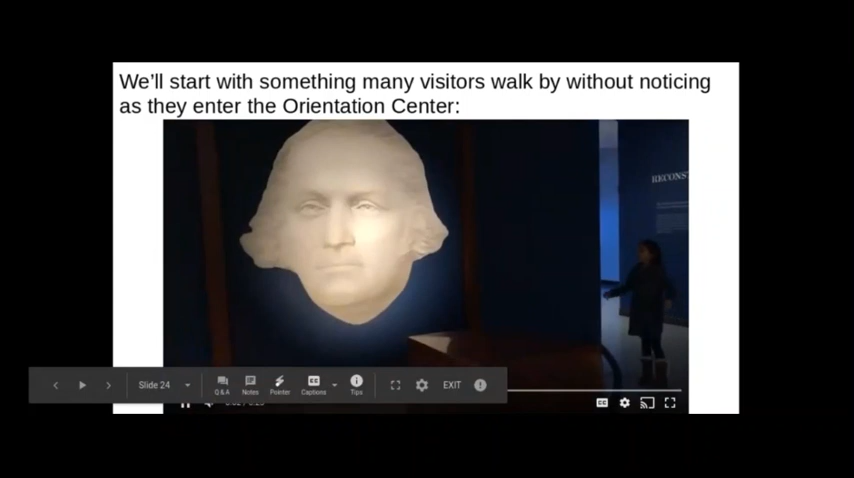 We'll start with something many visitors walk by without noticing
as they enter the Orientation Center:
RECONS
Slide 24
Q & A
Notes
Pointer
Captions
Tips
EXIT
CC